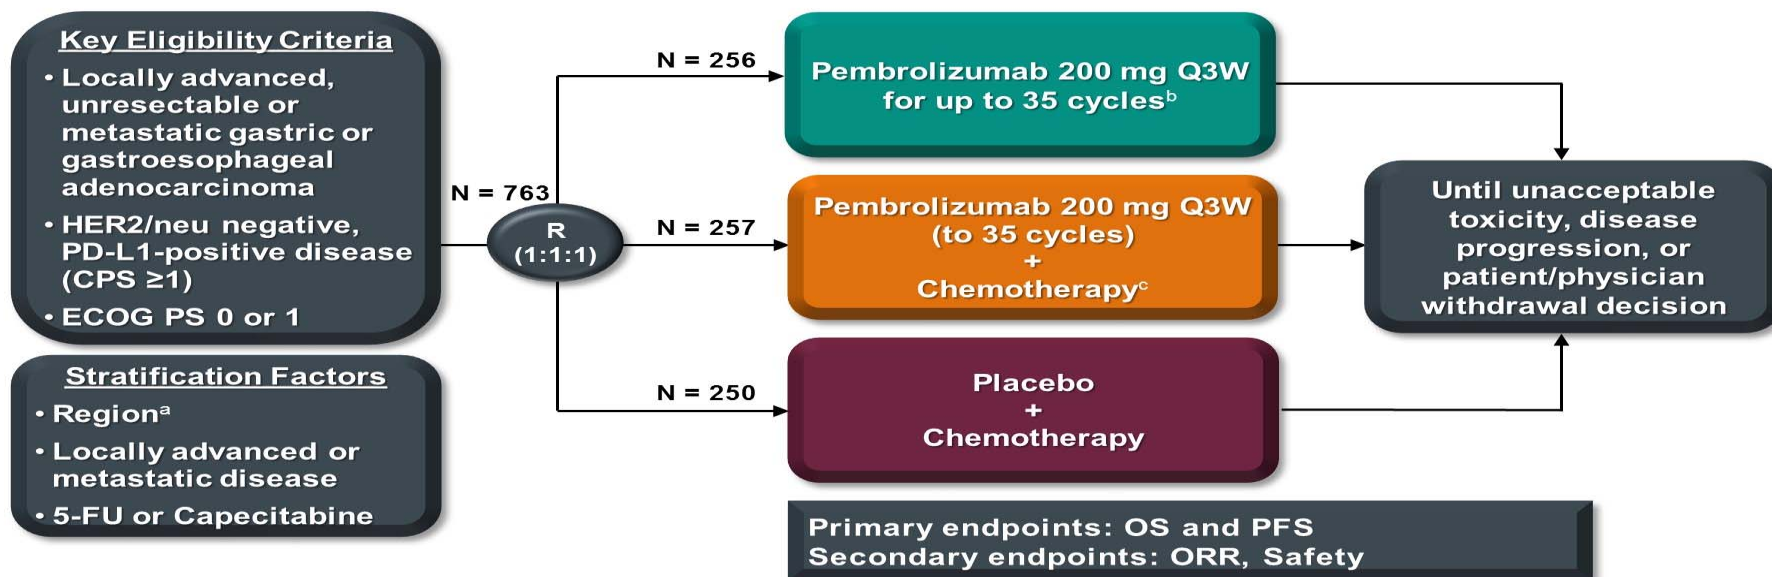 Key Eligibility Criteria
• Locally advanced,
unresectable or
metastatic gastric or
gastroesophageal
adenocarcinoma
• HER2/neu negative,
PD-L1-positive disease
(CPS ≥1)
• ECOG PS 0 or 1
Stratification Factors
• Regionᵃ
• Locally advanced or
metastatic disease
• 5-FU or Capecitabine
N = 763
R
(1:1:1)
N = 256
Pembrolizumab 200 mg Q3W
for up to 35 cyclesᵇ
N = 257
Pembrolizumab 200 mg Q3W
(to 35 cycles)
+
Chemotherapyᶜ
N = 250
Placebo
+
Chemotherapy
Until unacceptable
toxicity, disease
progression, or
patient/physician
withdrawal decision
Primary endpoints: OS and PFS
Secondary endpoints: ORR, Safety